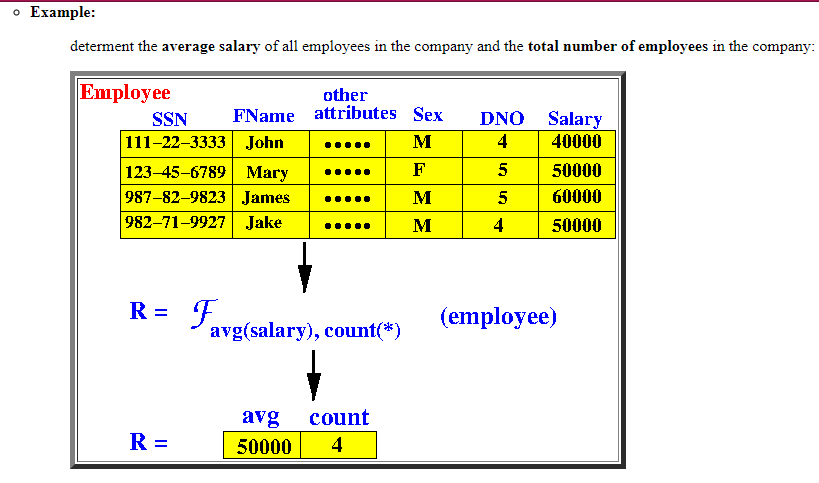 Example:
determent the average salary of all employees in the company and the total number of employees in the company:
Employee
other
SSN FName attributes Sex DNO Salary
111–22–3333 John ••••• M 4 40000
123–45–6789 Mary ••••• F 5 50000
987–82–9823 James ••••• M 5 60000
982–71–9927 Jake ••••• M 4 50000
R = ℱ avg(salary), count(*) (employee)
avg count
R = 50000 4